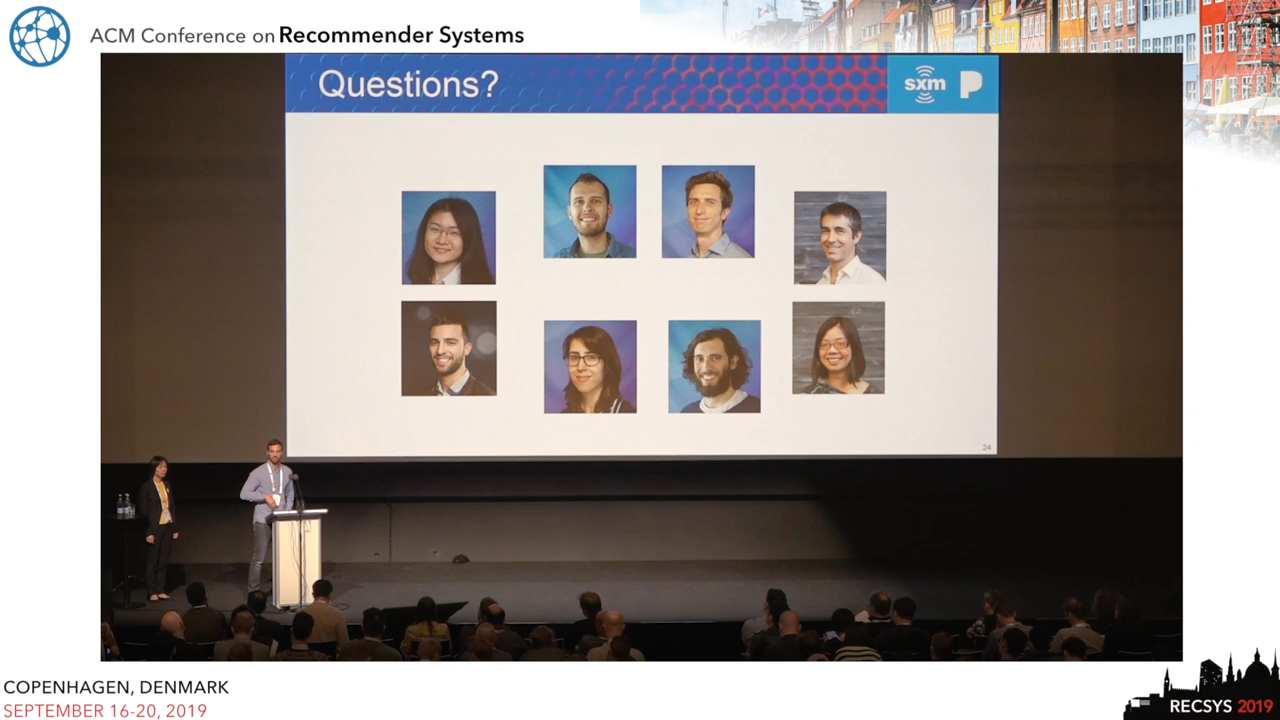 ACM Conference on Recommender Systems
Questions?
sxm
24
COPENHAGEN, DENMARK
SEPTEMBER 16-20, 2019
RECSYS 2019